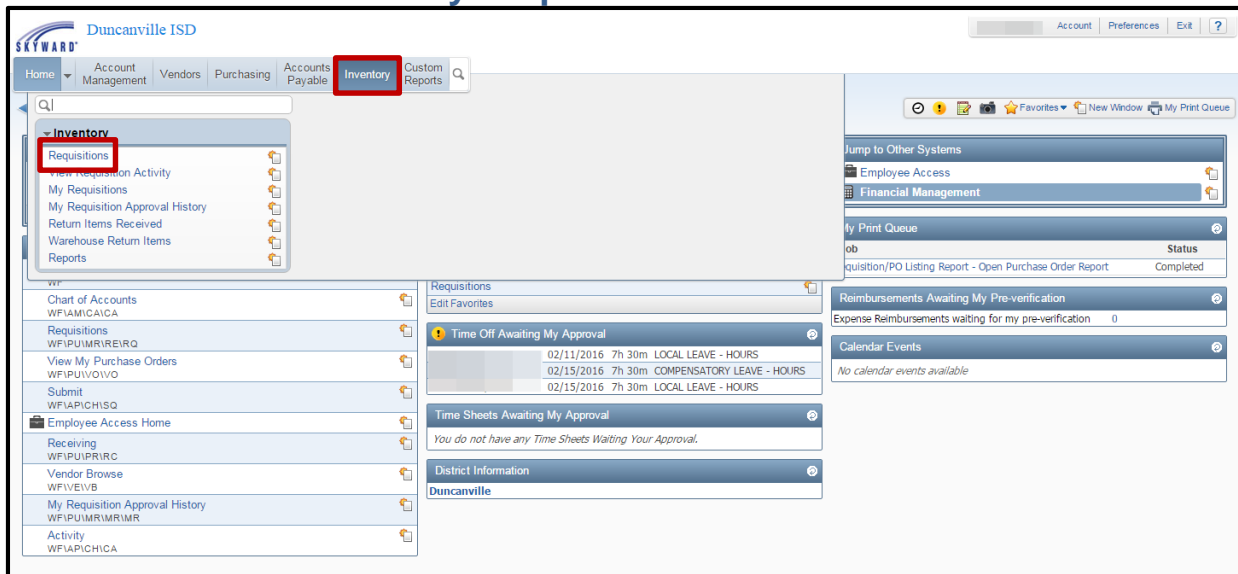 SKYWARD®
Duncanville ISD
Account Preferences Exit ?
Home Account Management Vendors Purchasing Accounts Payable Inventory Custom Reports
Favorites New Window My Print Queue
Inventory
Requisitions
View Requisition Activity
My Requisitions
My Requisition Approval History
Return Items Received
Warehouse Return Items
Reports
WF
Chart of Accounts
WF\AM\CA\CA
Requisitions
WF\PU\MR\RE\RQ
View My Purchase Orders
WF\PU\VO\VO
Submit
WF\AP\CH\SQ
Employee Access Home
Receiving
WF\PU\PR\RC
Vendor Browse
WF\VE\VB
My Requisition Approval History
WF\PU\MR\MR\MR
Activity
WF\AP\CH\CA
Requisitions
Edit Favorites
Time Off Awaiting My Approval
02/11/2016 7h 30m LOCAL LEAVE - HOURS
02/15/2016 7h 30m COMPENSATORY LEAVE - HOURS
02/15/2016 7h 30m LOCAL LEAVE - HOURS
Time Sheets Awaiting My Approval
You do not have any Time Sheets Waiting Your Approval.
District Information
Duncanville
Jump to Other Systems
Employee Access
Financial Management
My Print Queue
Job Status
Requisition/PO Listing Report - Open Purchase Order Report Completed
Reimbursements Awaiting My Pre-verification
Expense Reimbursements waiting for my pre-verification 0
Calendar Events
No calendar events available